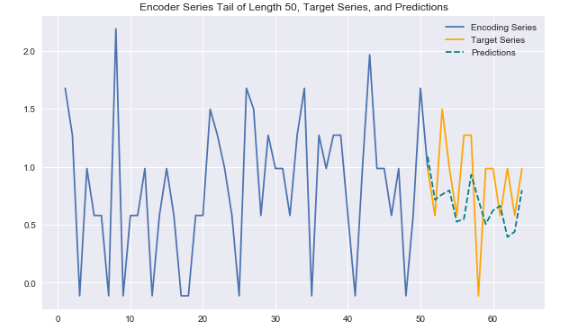 Encoder Series Tail of Length 50, Target Series, and Predictions
Encoding Series
Target Series
Predictions
2.0
1.5
1.0
0.5
0.0
0 10 20 30 40 50 60